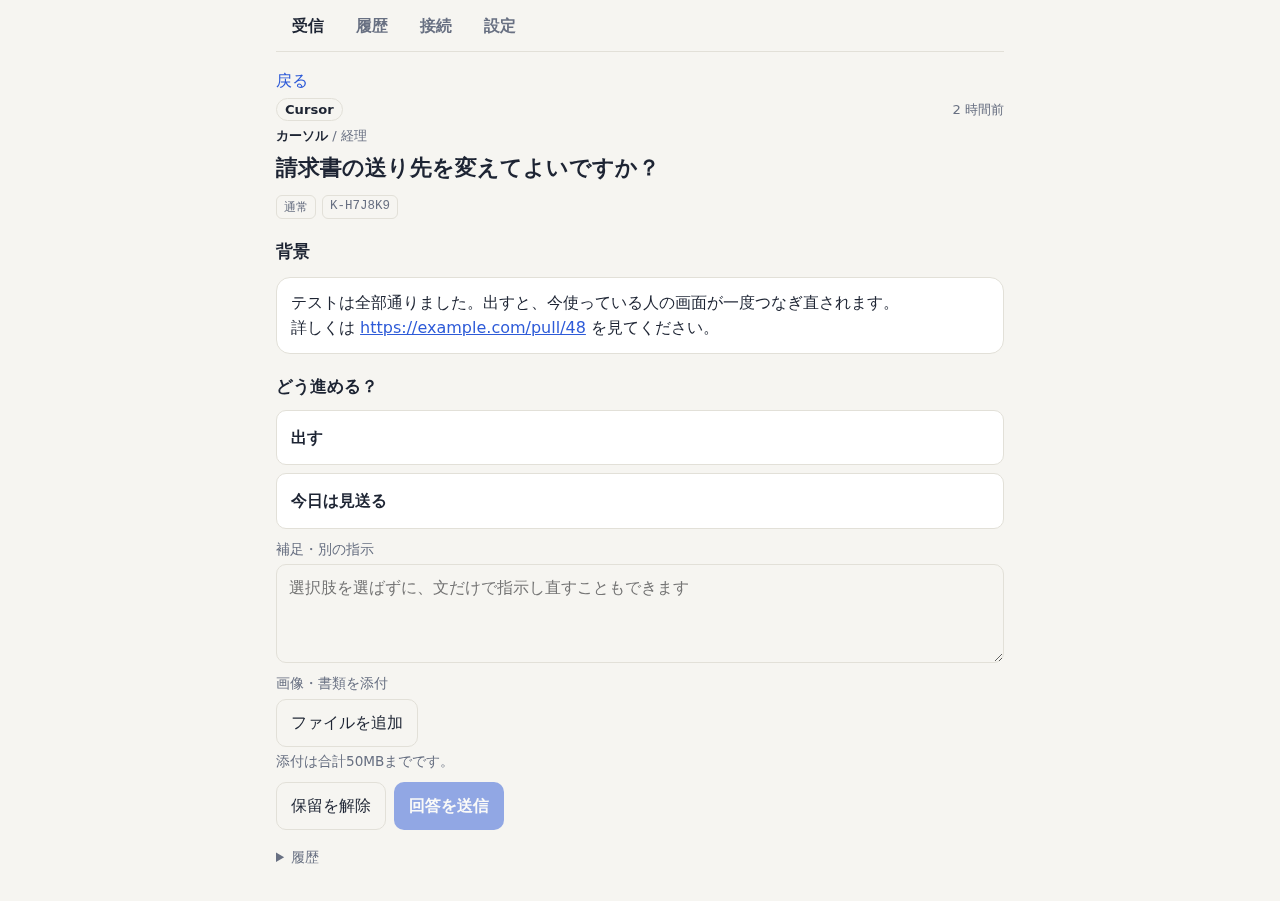 受信 履歴 接続 設定
戻る
Cursor 2 時間前
カーソル / 経理
請求書の送り先を変えてよいですか？
通常 K-H7J8K9
背景
テストは全部通りました。出すと、今使っている人の画面が一度つなぎ直されます。
詳しくは https://example.com/pull/48 を見てください。
どう進める？
出す
今日は見送る
補足・別の指示
選択肢を選ばずに、文だけで指示し直すこともできます
画像・書類を添付
ファイルを追加
添付は合計50MBまでです。
保留を解除 回答を送信
▶ 履歴